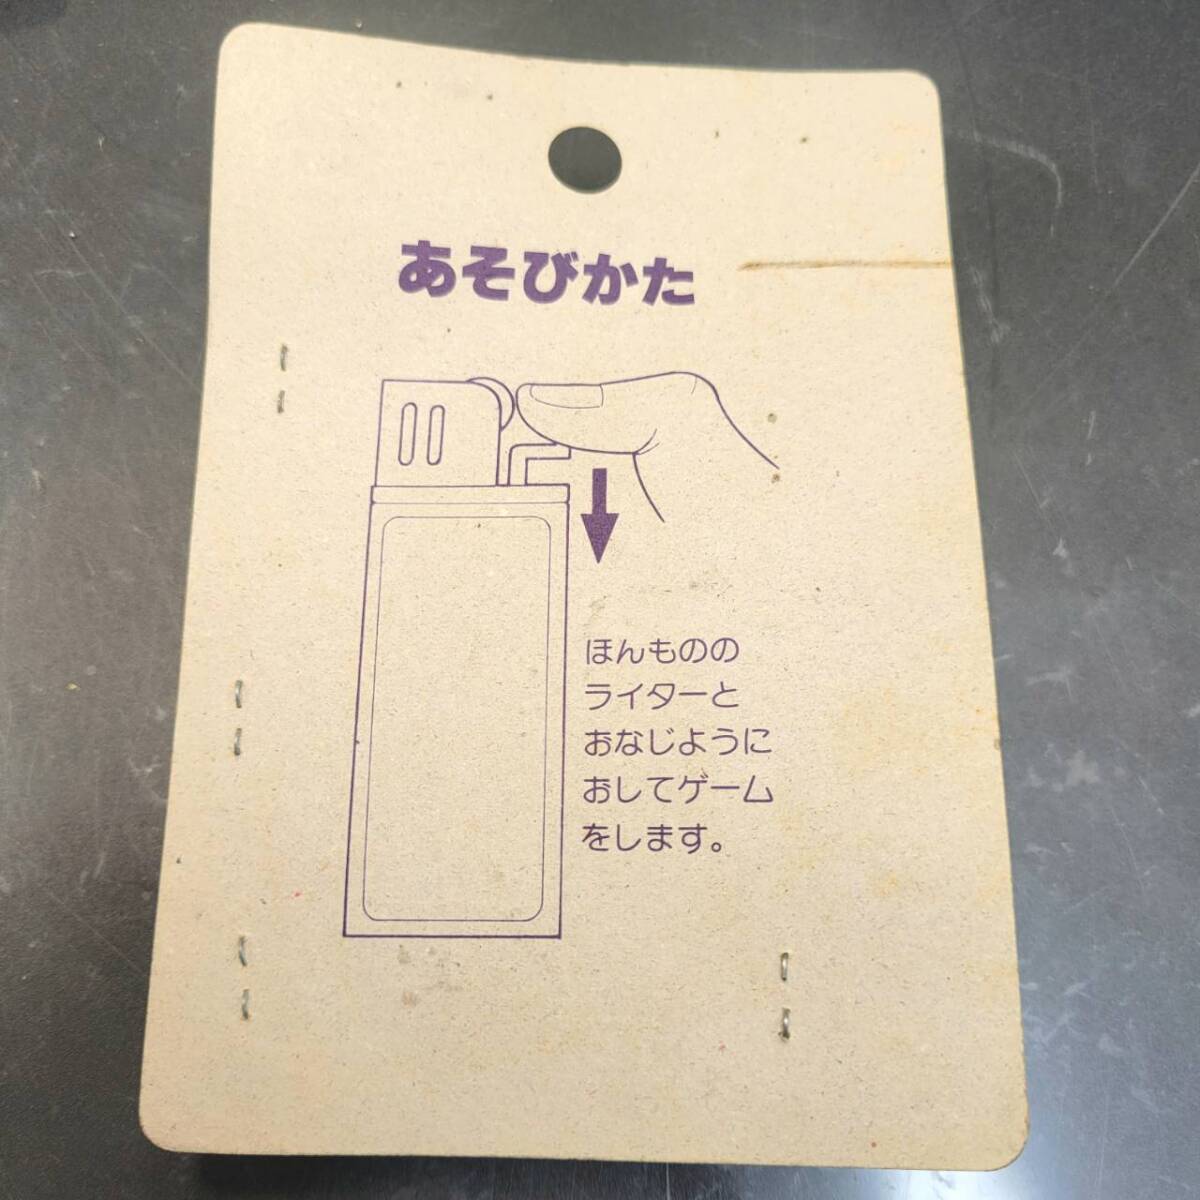 あそびかた
ほんものの
ライターと
おなじように
おしてゲーム
をします。